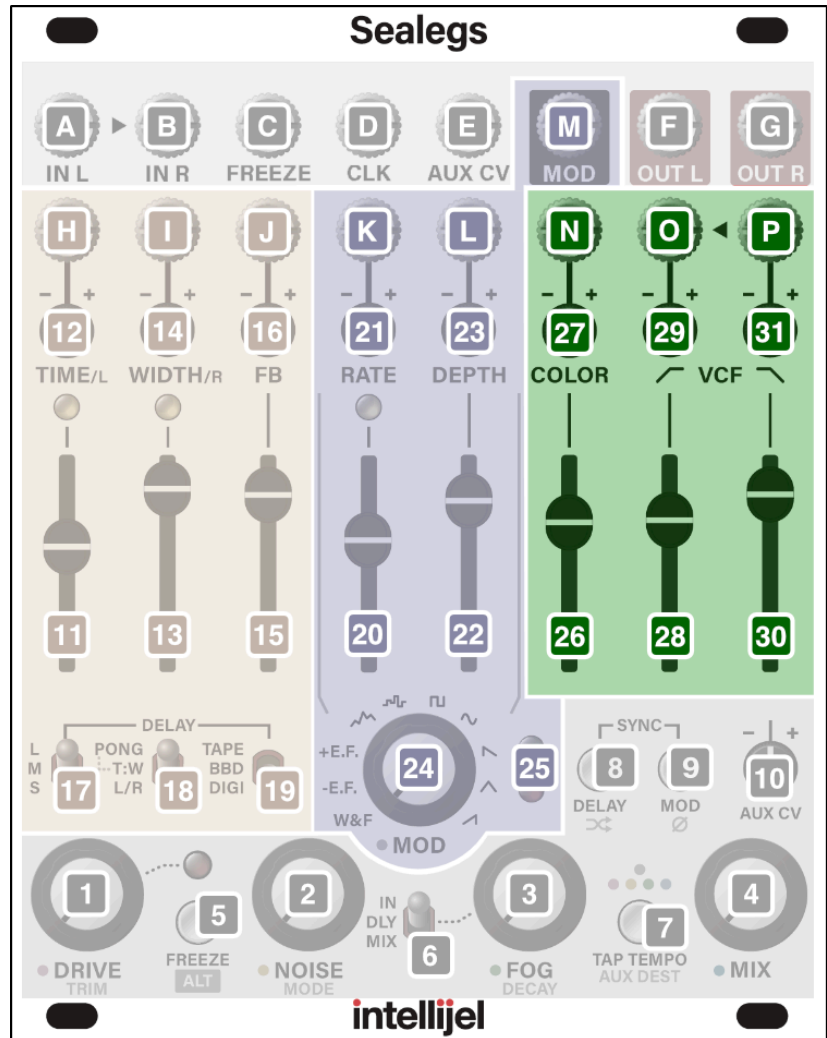 Sealegs
A B C D E M F G
IN L IN R FREEZE CLK AUX CV MOD OUT L OUT R
H I J K L N O P
- + - + - + - + - + - + - + - +
12 14 16 21 23 27 29 31
TIME/L WIDTH/R FB RATE DEPTH COLOR VCF
11 13 15 20 22 26 28 30
DELAY SYNC
L PONG TAPE +E.F. - +
M T:W BBD 24 25 8 9 10
S L/R DIGI -E.F. DELAY MOD AUX CV
17 18 19 W&F Ø
MOD
1 5 2 IN 3 7 4
DLY
MIX 6
FREEZE TAP TEMPO
DRIVE ALT NOISE FOG AUX DEST MIX
TRIM MODE DECAY
intellijel